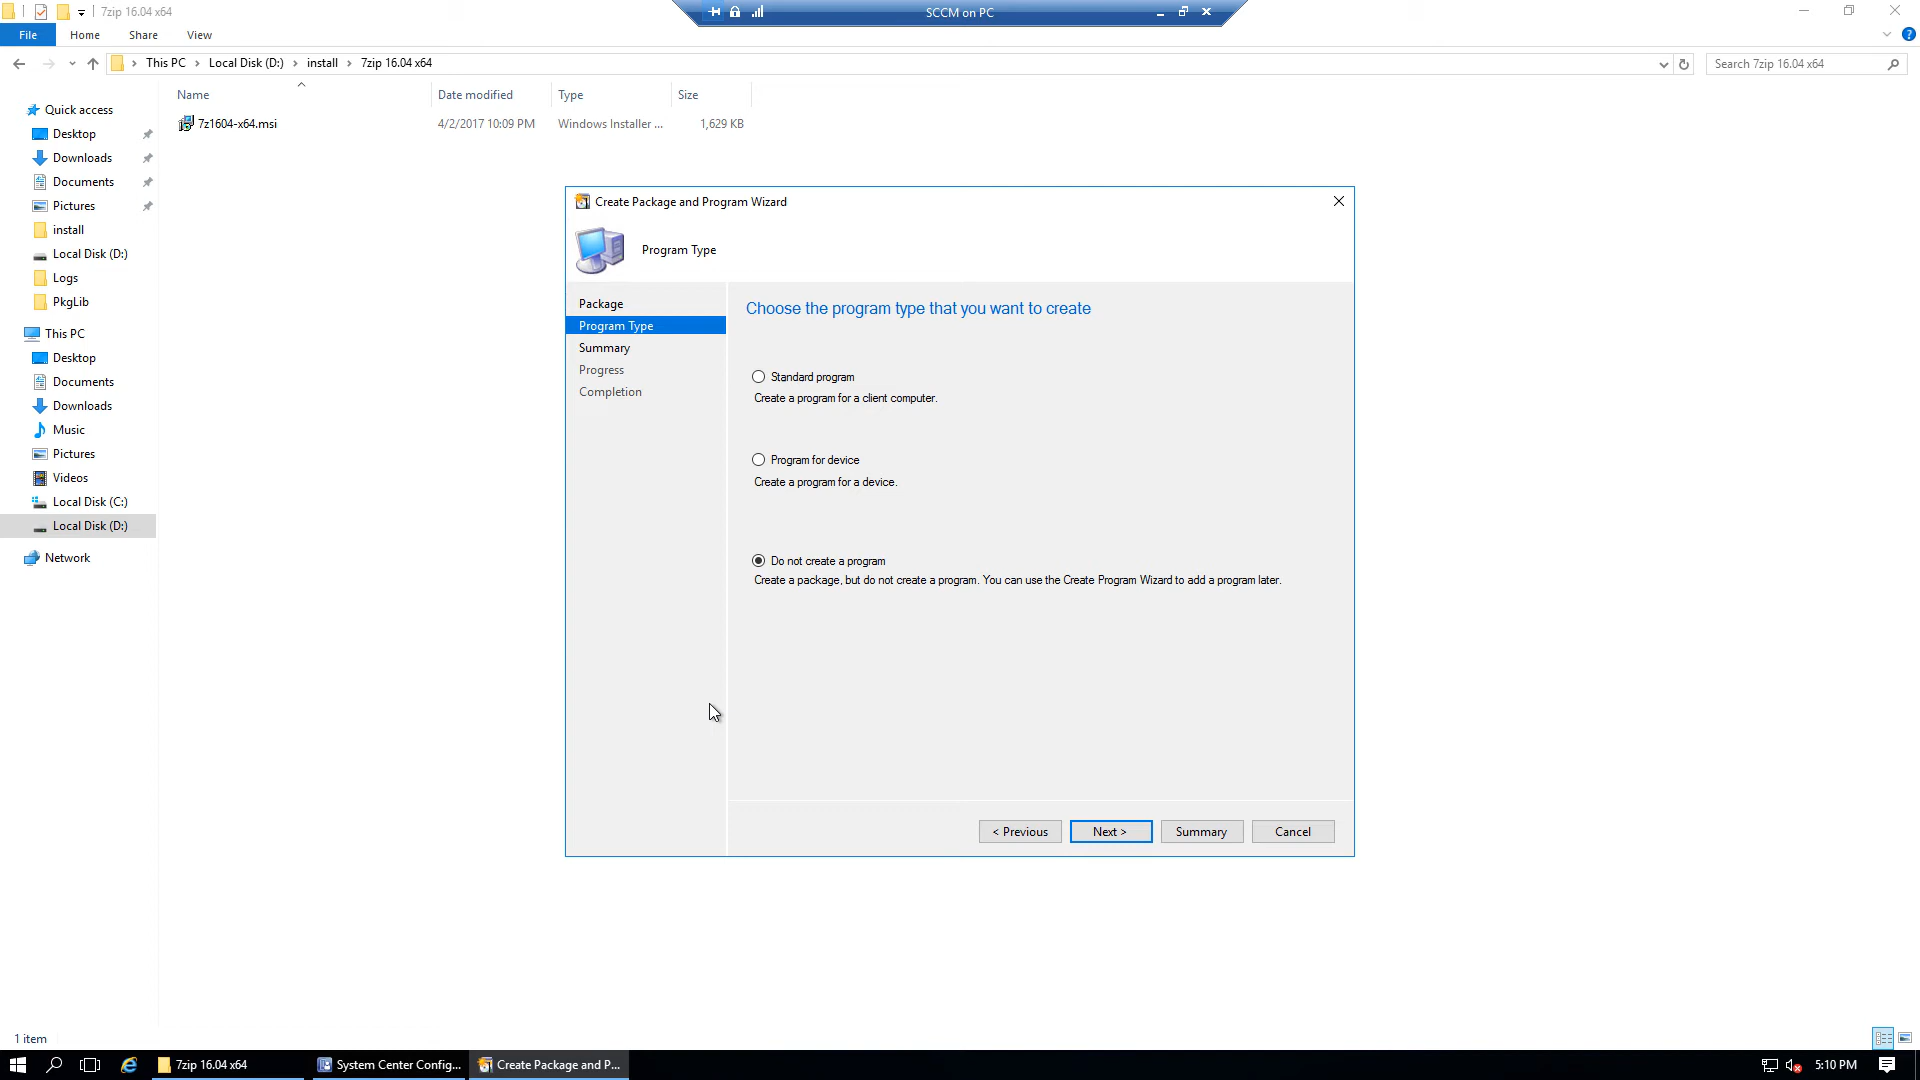 7zip 16.04 x64
SCCM on PC
File
Home
Share
View
This PC
Local Disk (D:)
install
7zip 16.04 x64
Search 7zip 16.04 x64
Name
Date modified
Type
Size
7z1604-x64.msi
4/2/2017 10:09 PM
Windows Installer ...
1,629 KB
Quick access
Desktop
Downloads
Documents
Pictures
install
Local Disk (D:)
Logs
PkgLib
This PC
Desktop
Documents
Downloads
Music
Pictures
Videos
Local Disk (C:)
Local Disk (D:)
Network
Create Package and Program Wizard
Program Type
Package
Program Type
Summary
Progress
Completion
Choose the program type that you want to create
Standard program
Create a program for a client computer.
Program for device
Create a program for a device.
Do not create a program
Create a package, but do not create a program. You can use the Create Program Wizard to add a program later.
< Previous
Next >
Summary
Cancel
1 item
7zip 16.04 x64
System Center Config...
Create Package and P...
5:10 PM